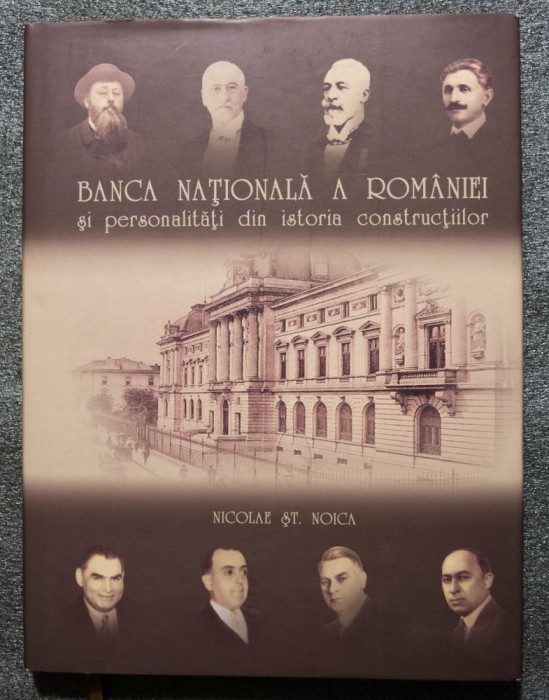 BANCA NAŢIONALĂ A ROMÂNIEI
şi personalităţi din istoria construcţiilor
NICOLAE ŞT. NOICA